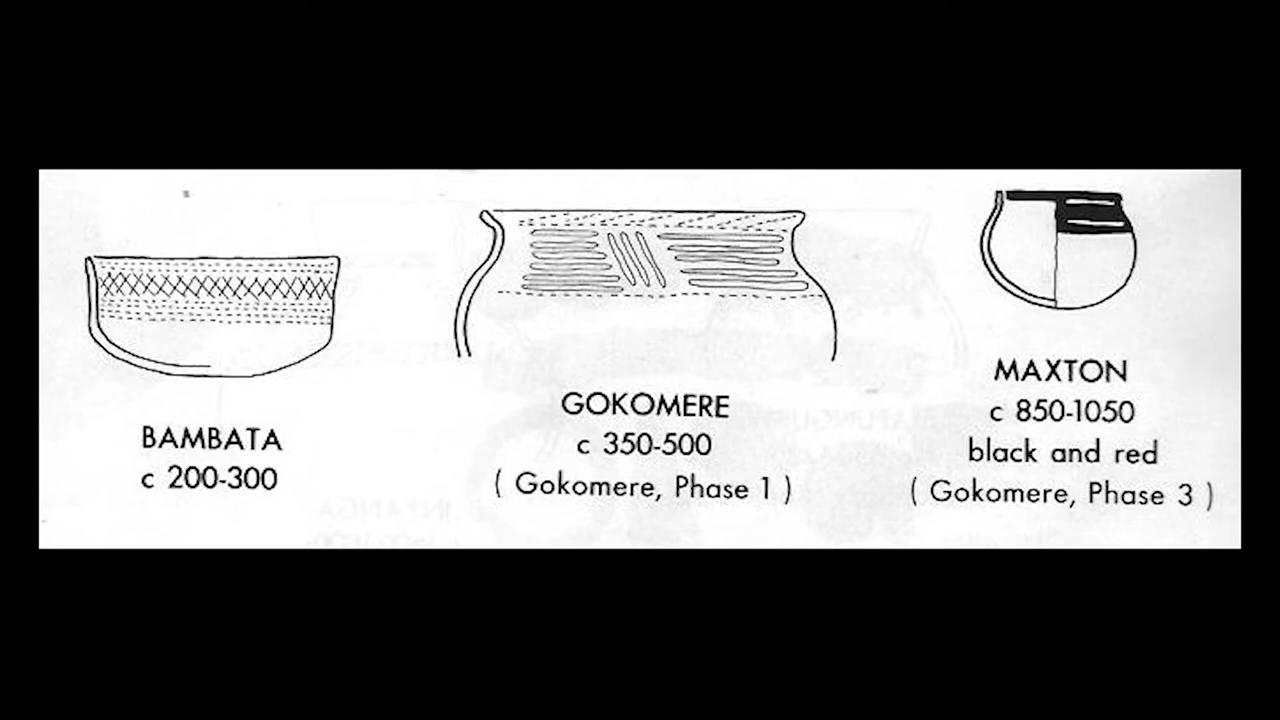 BAMBATA
c 200-300
GOKOMERE
c 350-500
( Gokomere, Phase 1 )
MAXTON
c 850-1050
black and red
( Gokomere, Phase 3 )